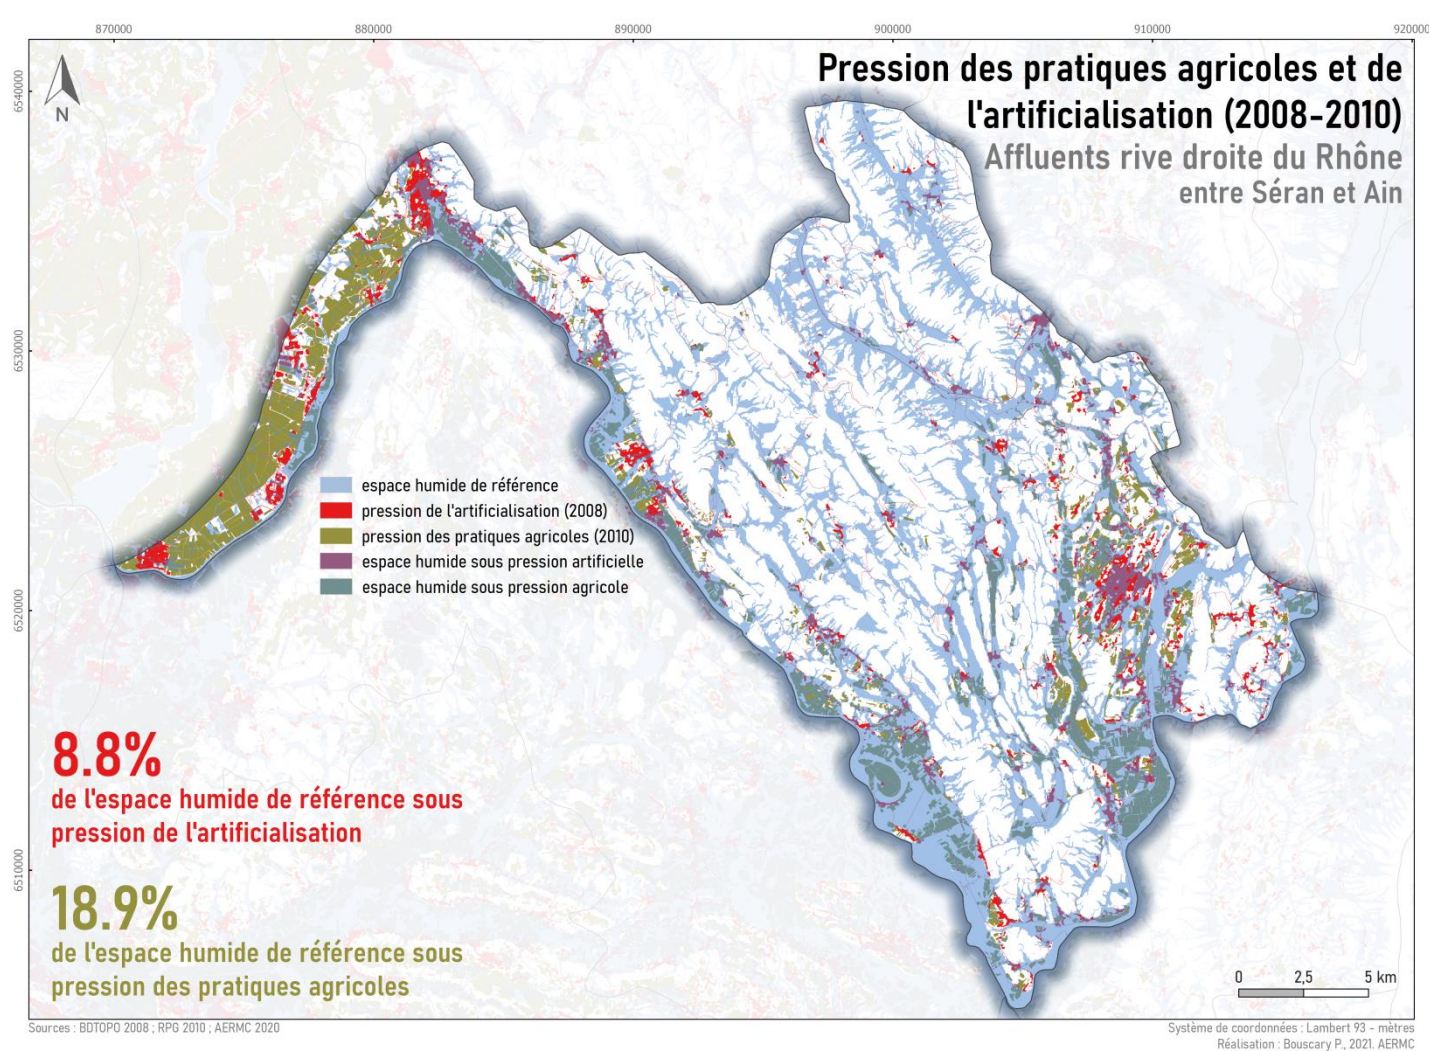 870000
880000
890000
900000
910000
920000
6540000
6530000
6520000
6510000
N
Pression des pratiques agricoles et de
l'artificialisation (2008-2010)
Affluents rive droite du Rhône
entre Séran et Ain
espace humide de référence
pression de l'artificialisation (2008)
pression des pratiques agricoles (2010)
espace humide sous pression artificielle
espace humide sous pression agricole
8.8%
de l'espace humide de référence sous
pression de l'artificialisation
18.9%
de l'espace humide de référence sous
pression des pratiques agricoles
0 2,5 5 km
Sources : BDTOPO 2008 ; RPG 2010 ; AERMC 2020
Système de coordonnées : Lambert 93 - mètres
Réalisation : Bouscary P., 2021. AERMC